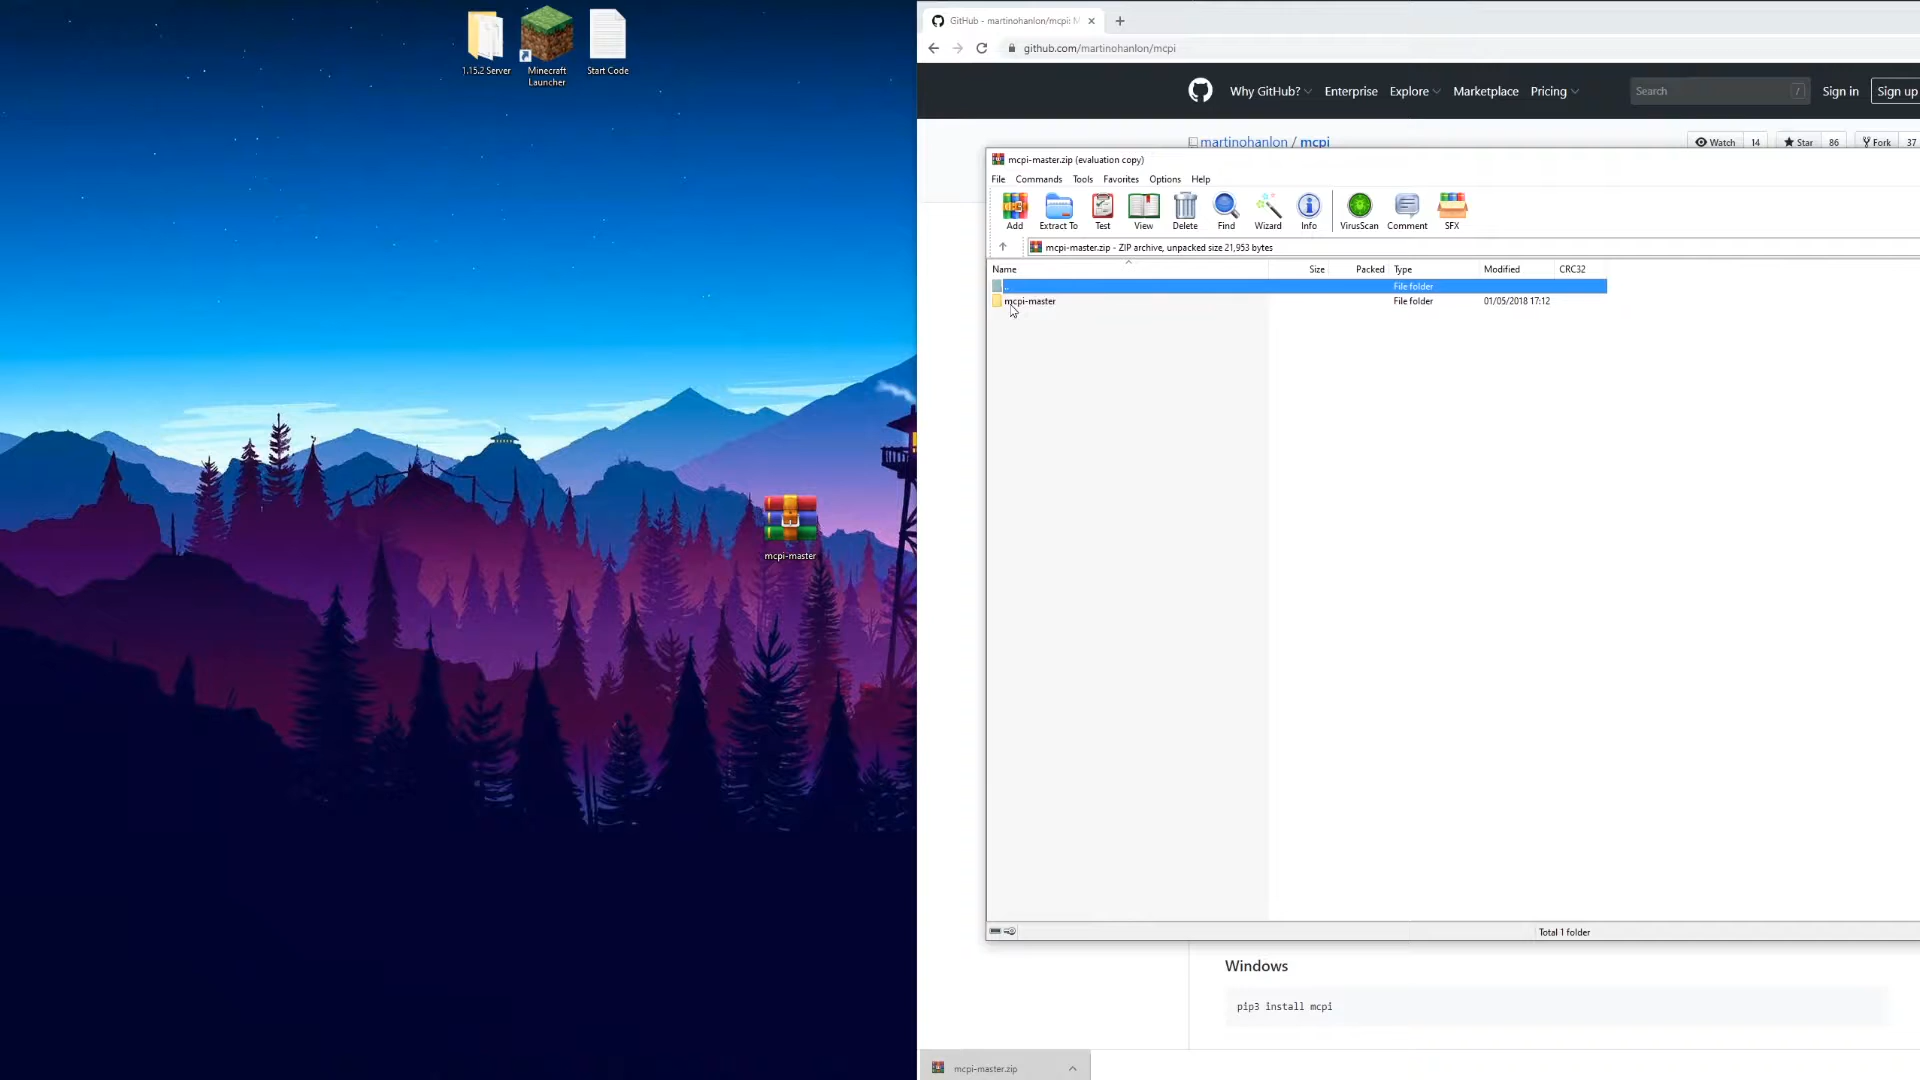 1.15.2 Server
Minecraft
Launcher
Start Code
mcpi-master
GitHub - martinohanlon/mcpi: M
github.com/martinohanlon/mcpi
Why GitHub? Enterprise Explore Marketplace Pricing Search / Sign in Sign up
martinohanlon / mcpi Watch 14 Star 86 Fork 37
mcpi-master.zip (evaluation copy)
File Commands Tools Favorites Options Help
Add Extract To Test View Delete Find Wizard Info VirusScan Comment SFX
mcpi-master.zip - ZIP archive, unpacked size 21,953 bytes
Name Size Packed Type Modified CRC32
.. File folder
mcpi-master File folder 01/05/2018 17:12
Total 1 folder
Windows
pip3 install mcpi
mcpi-master.zip